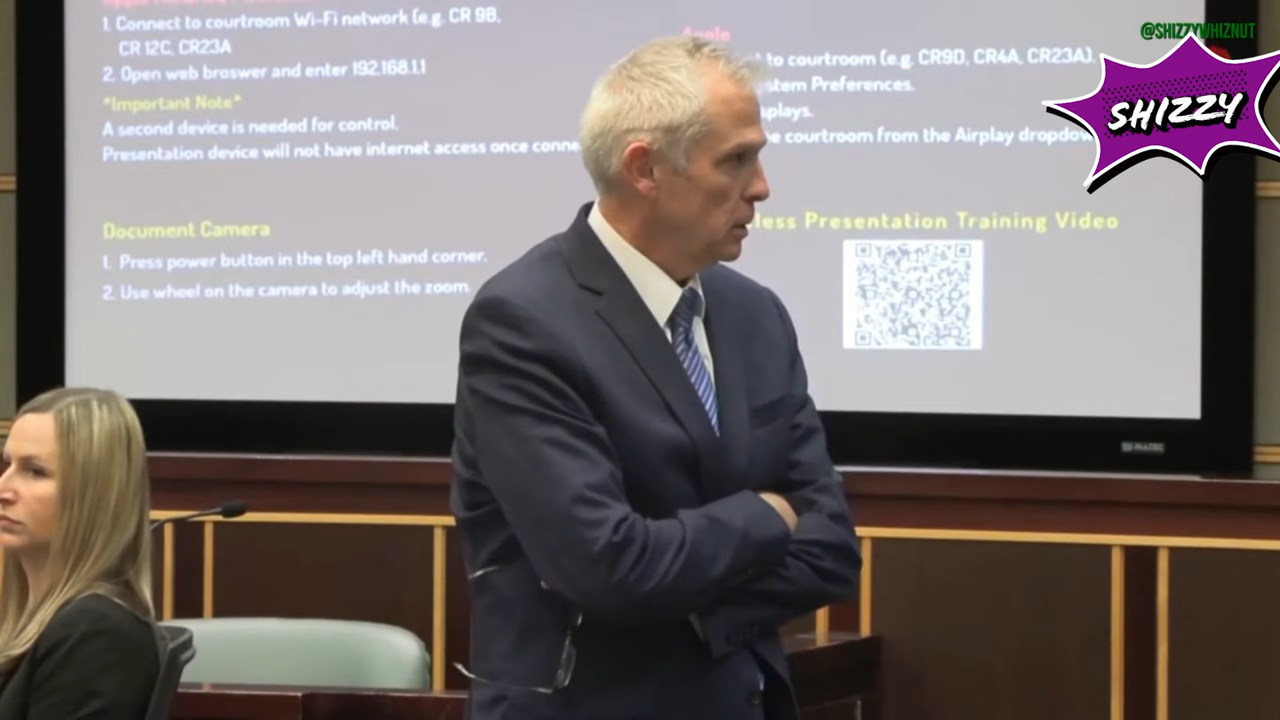 1. Connect to courtroom Wi-Fi network (e.g. CR 9B,
CR 12C, CR23A
2. Open web broswer and enter 192.168.1.1
*Important Note*
A second device is needed for control.
Presentation device will not have internet access once conne
Document Camera
1. Press power button in the top left hand corner.
2. Use wheel on the camera to adjust the zoom.
Apple
to courtroom (e.g. CR9D, CR4A, CR23A).
stem Preferences.
plays.
e courtroom from the Airplay dropdow
less Presentation Training Video
@SHIZZYWHIZNUT
SHIZZY